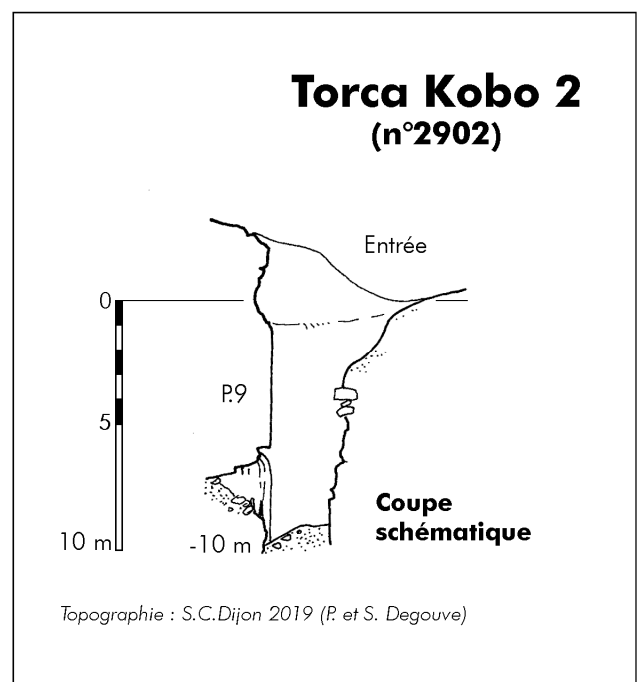 Torca Kobo 2
(n°2902)
Entrée
0
P.9
5
Coupe
schématique
10 m
-10 m
Topographie : S.C.Dijon 2019 (P. et S. Degouve)